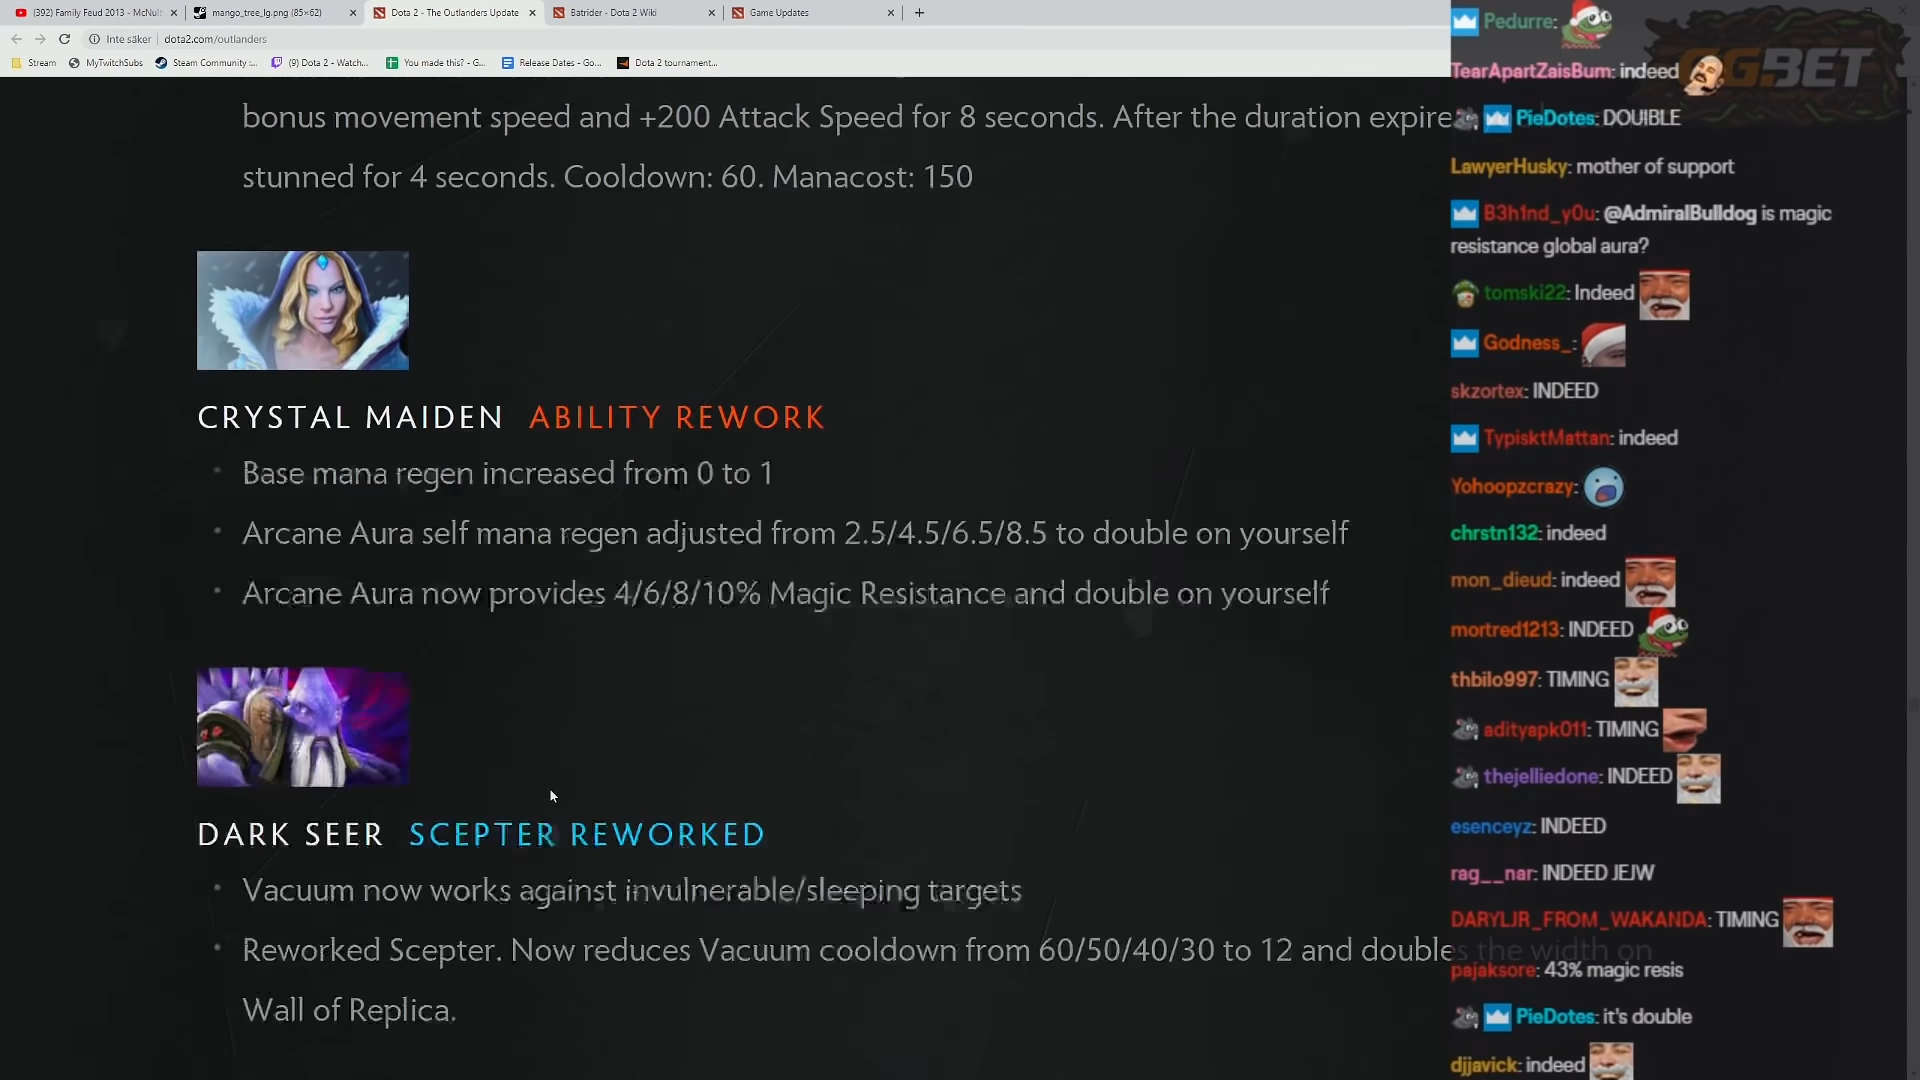 (392) Family Feud 2013 - McNul
mango_tree_lg.png (85×62)
Dota 2 - The Outlanders Update
Batrider - Dota 2 Wiki
Game Updates
Inte säker
dota2.com/outlanders
Stream
MyTwitchSubs
Steam Community :...
(9) Dota 2 - Watch...
You made this? - G...
Release Dates - Go...
Dota 2 tournament...
bonus movement speed and +200 Attack Speed for 8 seconds. After the duration expire
stunned for 4 seconds. Cooldown: 60. Manacost: 150
CRYSTAL MAIDEN ABILITY REWORK
• Base mana regen increased from 0 to 1
• Arcane Aura self mana regen adjusted from 2.5/4.5/6.5/8.5 to double on yourself
• Arcane Aura now provides 4/6/8/10% Magic Resistance and double on yourself
DARK SEER SCEPTER REWORKED
• Vacuum now works against invulnerable/sleeping targets
• Reworked Scepter. Now reduces Vacuum cooldown from 60/50/40/30 to 12 and doubles the width on
Wall of Replica.
GG.BET
Pedurre:
TearApartZaisBum: indeed
PieDotes: DOUIBLE
LawyerHusky: mother of support
B3h1nd_y0u: @AdmiralBulldog is magic
resistance global aura?
tomski22: Indeed
Godness_:
skzortex: INDEED
TypisktMattan: indeed
Yohoopzcrazy:
chrstn132: indeed
mon_dieud: indeed
mortred1213: INDEED
thbilo997: TIMING
adityapk011: TIMING
thejelliedone: INDEED
esenceyz: INDEED
rag__nar: INDEED JEJW
DARYLJR_FROM_WAKANDA: TIMING
pajaksore: 43% magic resis
PieDotes: it's double
djjavick: indeed